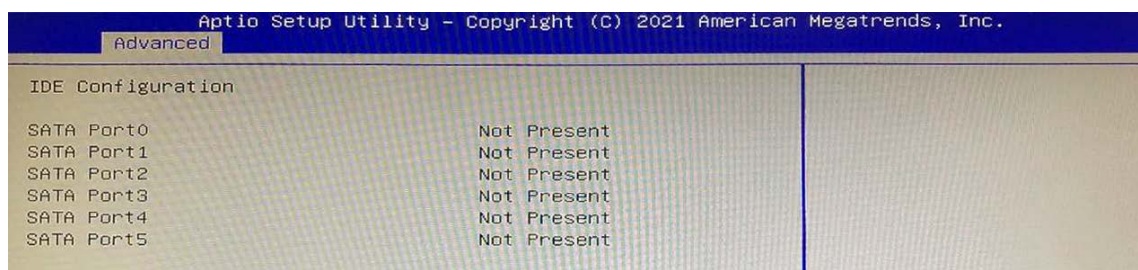 Aptio Setup Utility – Copyright (C) 2021 American Megatrends, Inc.
Advanced
IDE Configuration
SATA Port0 Not Present
SATA Port1 Not Present
SATA Port2 Not Present
SATA Port3 Not Present
SATA Port4 Not Present
SATA Port5 Not Present